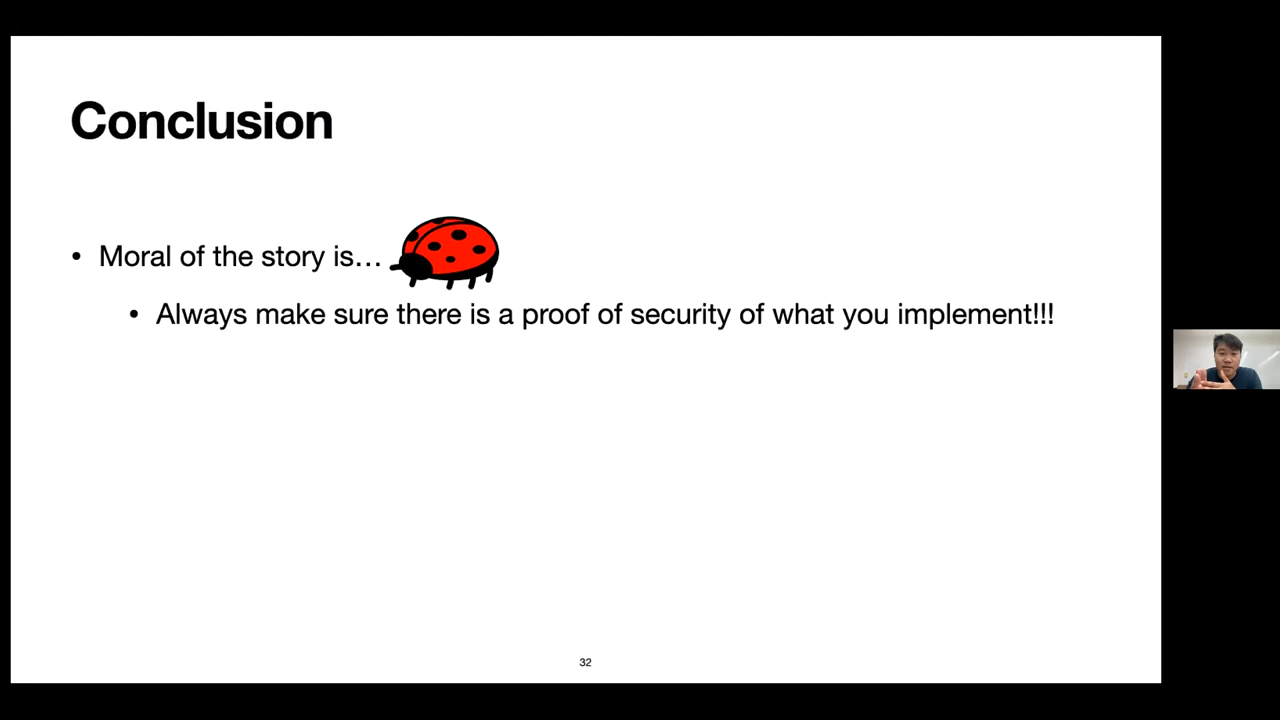 Conclusion
• Moral of the story is…
• Always make sure there is a proof of security of what you implement!!!
32